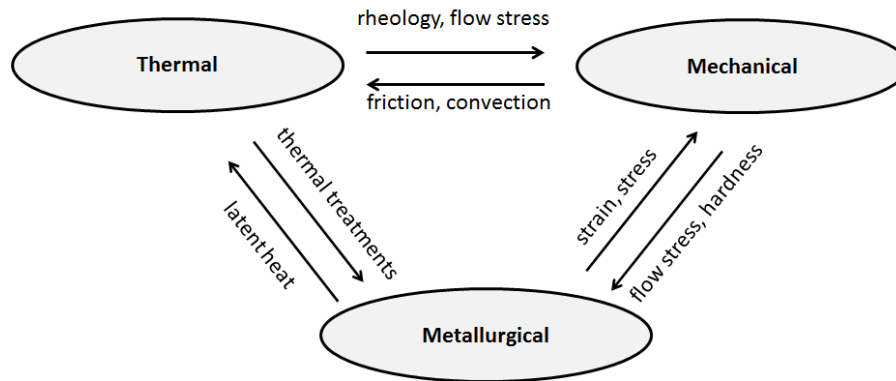 rheology, flow stress
Thermal
Mechanical
friction, convection
thermal treatments
latent heat
strain, stress
flow stress, hardness
Metallurgical